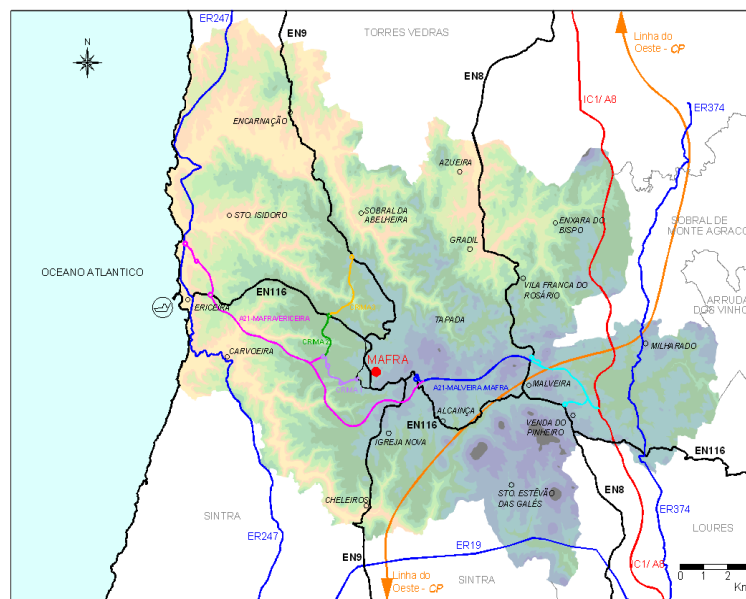 ER247
EN9
TORRES VEDRAS
Linha do
Oeste - CP
N
EN8
IC1/ A8
ER374
ENCARNAÇÃO
AZUEIRA
STO. ISIDORO
SOBRAL DA
ABELHEIRA
ENXARA DO
BISPO
SOBRAL DE
MONTE AGRAÇO
GRADIL
OCEANO ATLANTICO
EN116
VILA FRANCA DO
ROSÁRIO
ARRUDA
DOS VINHO
ERICEIRA
A21-MAFRA/ERICEIRA
TAPADA
CRIMA 2
MILHARADO
CARVOEIRA
MAFRA
A21-MALVEIRA /MAFRA
MALVEIRA
ALCAINÇA
EN116
VENDA DO
PINHEIRO
IGREJA NOVA
EN116
CHELEIROS
STO. ESTÊVÃO
DAS GALÉS
EN8
SINTRA
ER374
LOURES
ER247
EN9
ER19
IC1/ A8
Linha do
Oeste - CP
SINTRA
0 1 2
Km